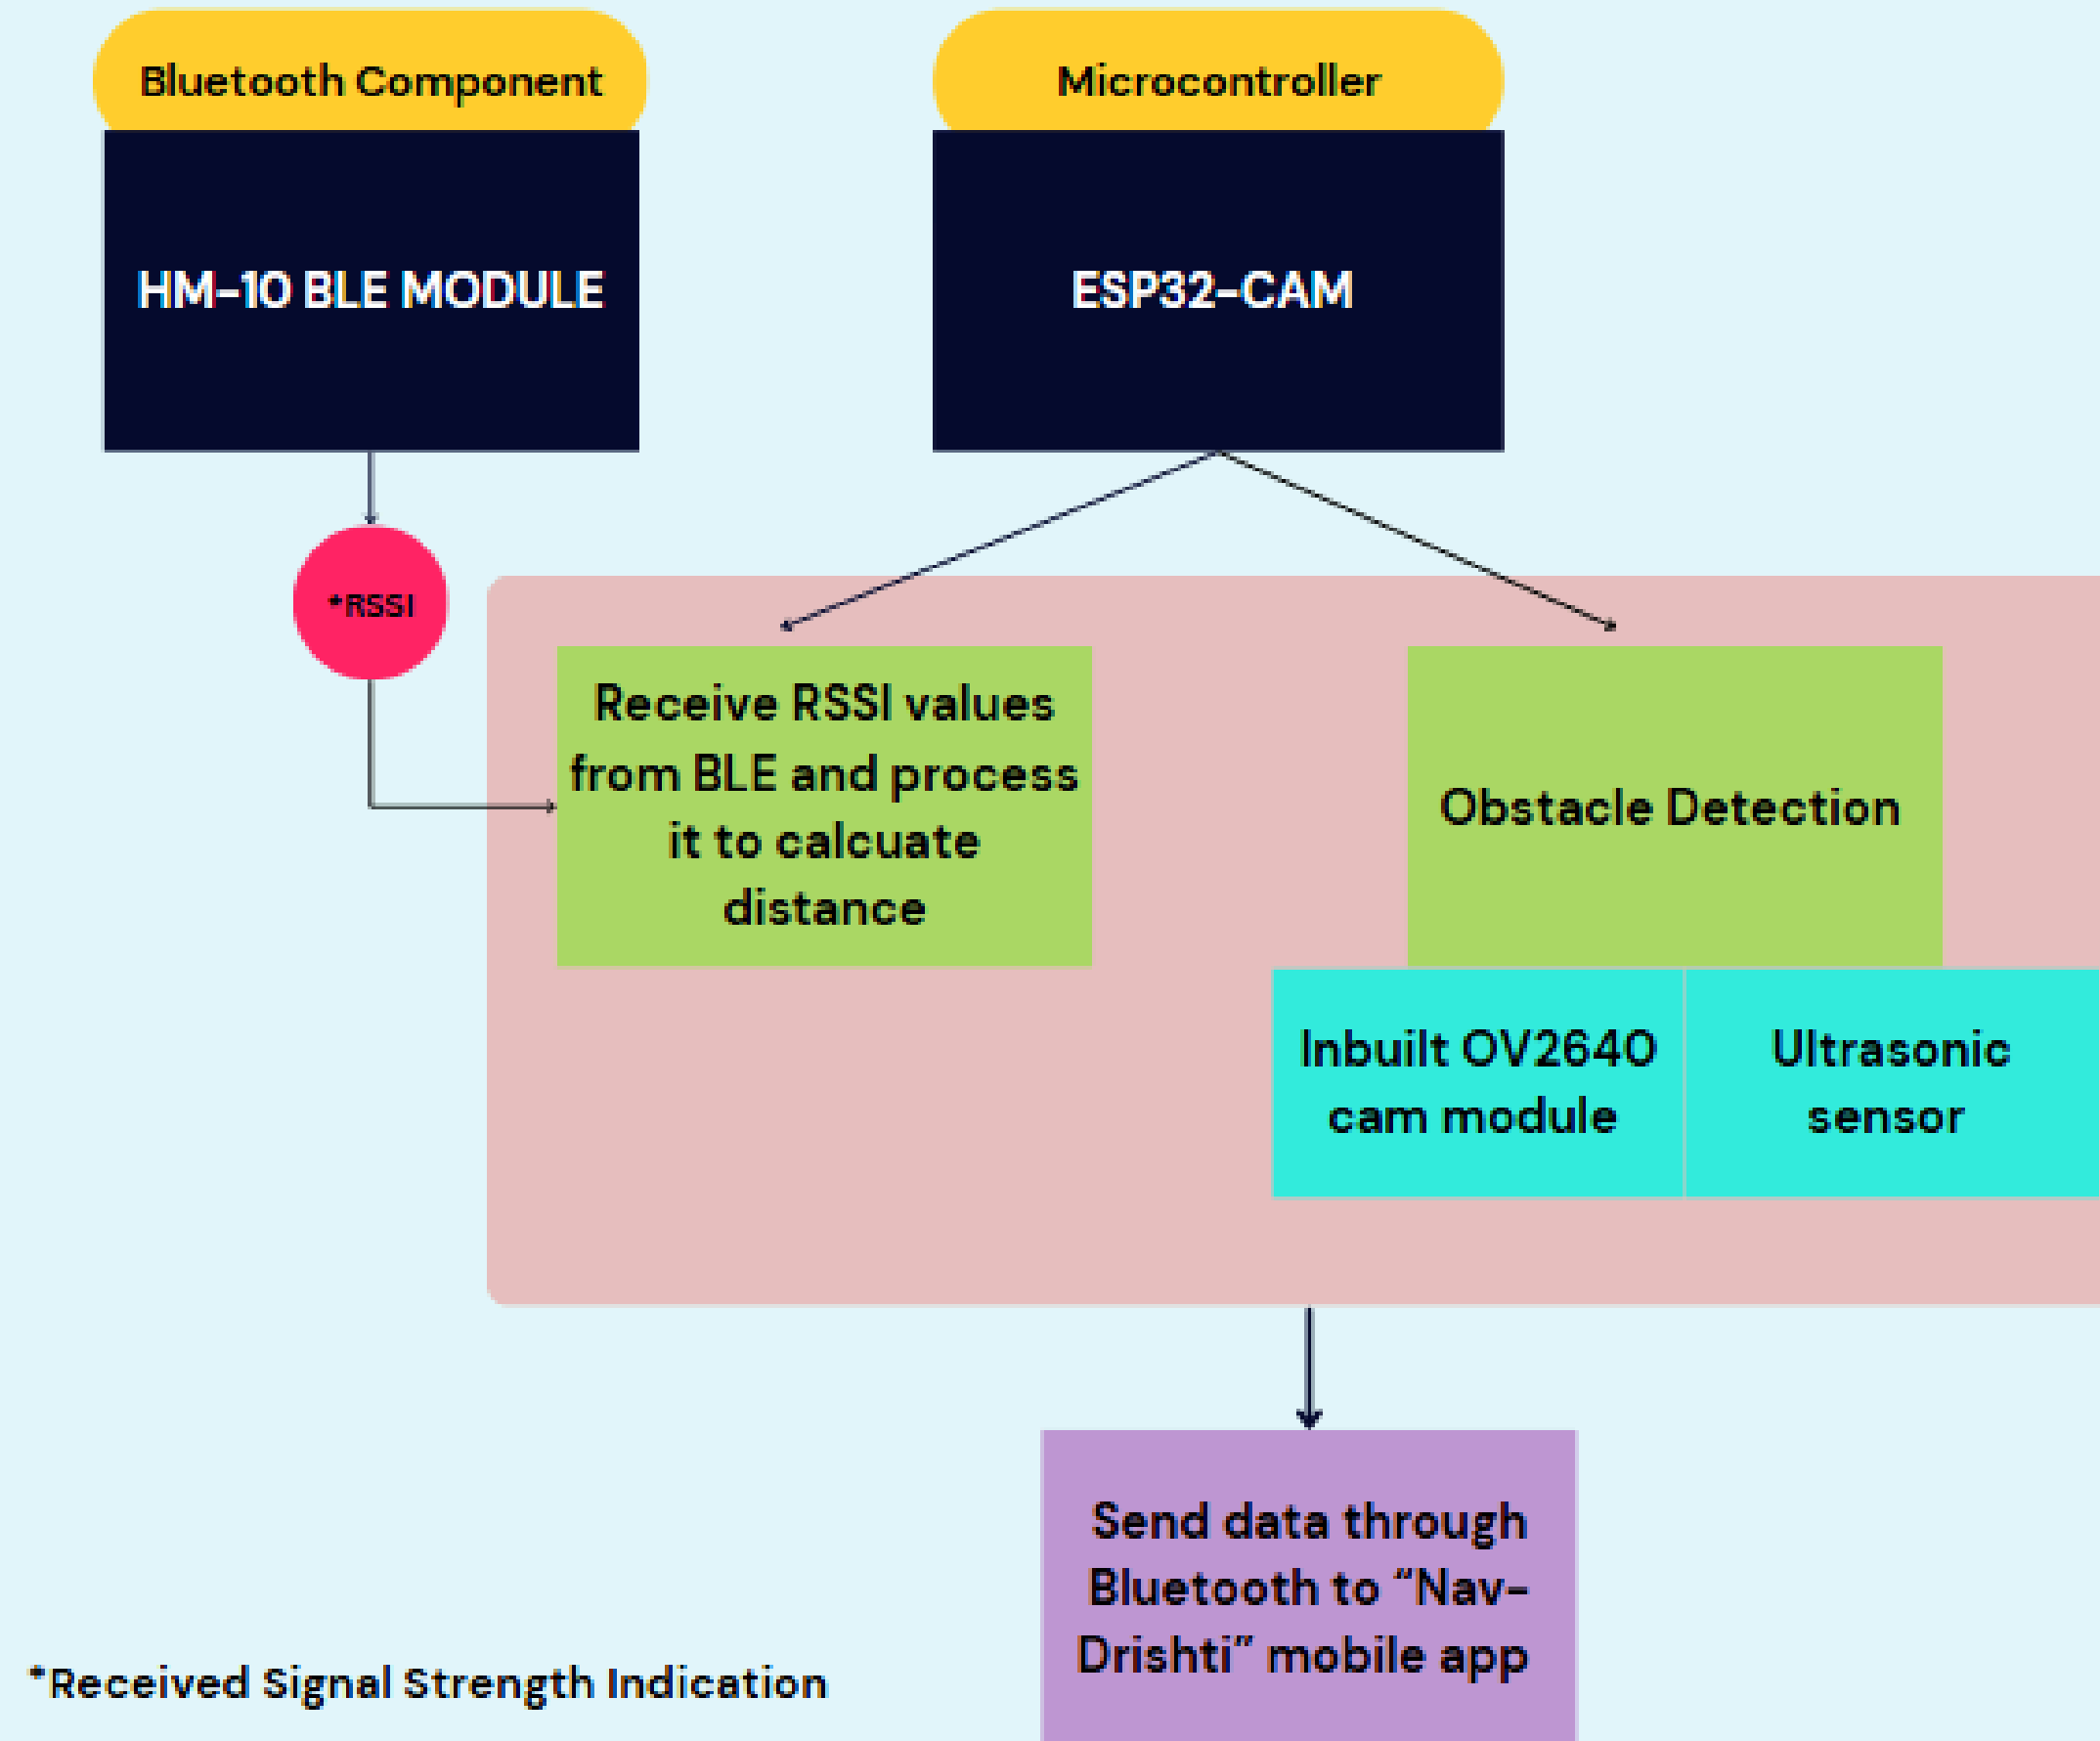 Bluetooth Component
Microcontroller
HM-10 BLE MODULE
ESP32-CAM
*RSSI
Receive RSSI values
from BLE and process
it to calcuate
distance
Obstacle Detection
Inbuilt OV2640
cam module
Ultrasonic
sensor
Send data through
Bluetooth to “Nav-
Drishti” mobile app
*Received Signal Strength Indication